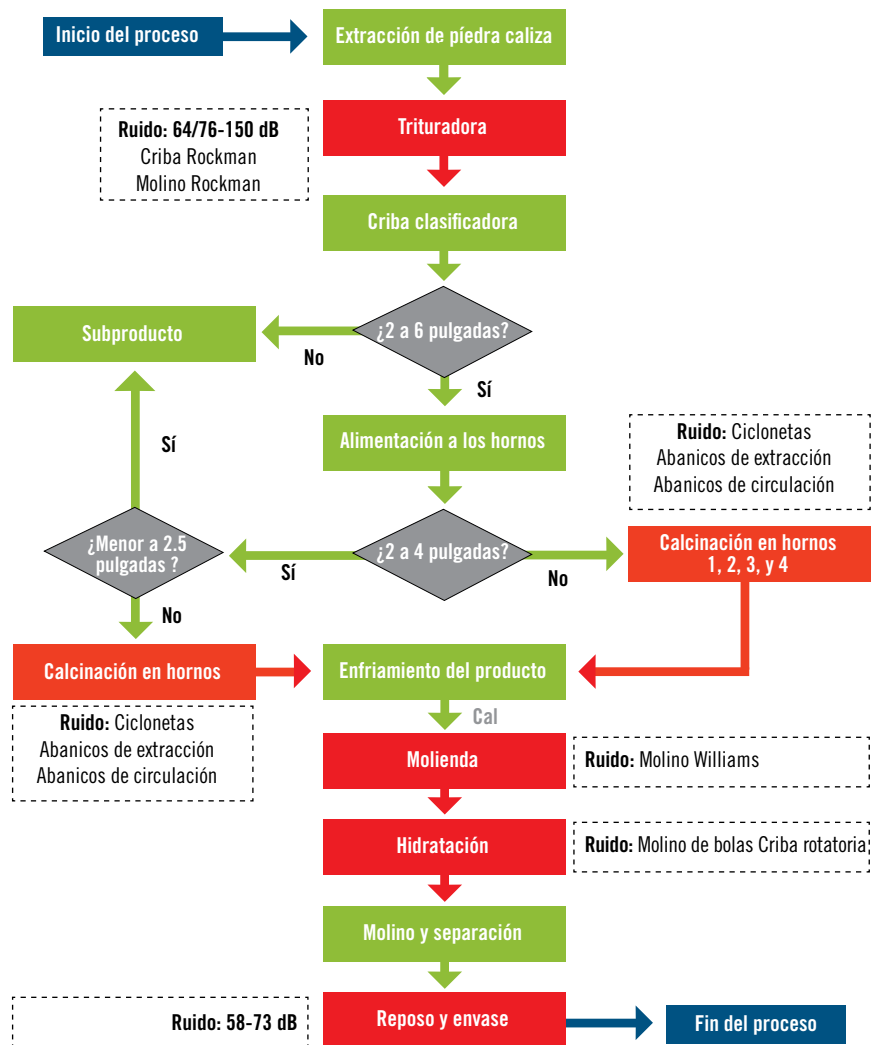 Inicio del proceso
Extracción de píedra caliza
Ruido: 64/76-150 dB
Criba Rockman
Molino Rockman
Trituradora
Criba clasificadora
Subproducto
¿2 a 6 pulgadas?
No
Sí
Sí
Alimentación a los hornos
Ruido: Ciclonetas
Abanicos de extracción
Abanicos de circulación
¿Menor a 2.5
pulgadas ?
Sí
¿2 a 4 pulgadas?
No
Calcinación en hornos
1, 2, 3, y 4
No
Calcinación en hornos
Enfriamiento del producto
Ruido: Ciclonetas
Abanicos de extracción
Abanicos de circulación
Cal
Molienda
Ruido: Molino Williams
Hidratación
Ruido: Molino de bolas Criba rotatoria
Molino y separación
Ruido: 58-73 dB
Reposo y envase
Fin del proceso